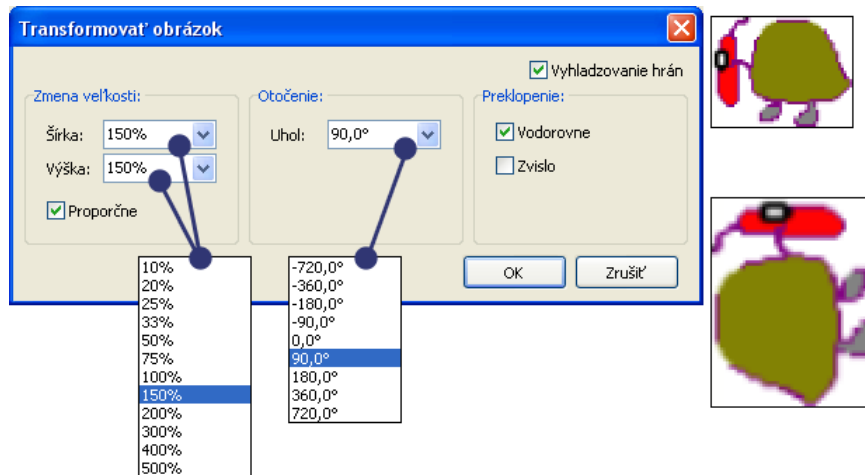 Transformovať obrázok
Vyhladzovanie hrán
Zmena veľkosti:
Šírka: 150%
Výška: 150%
Proporčne
Otočenie:
Uhol: 90,0°
Preklopenie:
Vodorovne
Zvislo
OK
Zrušiť
10%
20%
25%
33%
50%
75%
100%
150%
200%
300%
400%
500%
-720,0°
-360,0°
-180,0°
-90,0°
0,0°
90,0°
180,0°
360,0°
720,0°